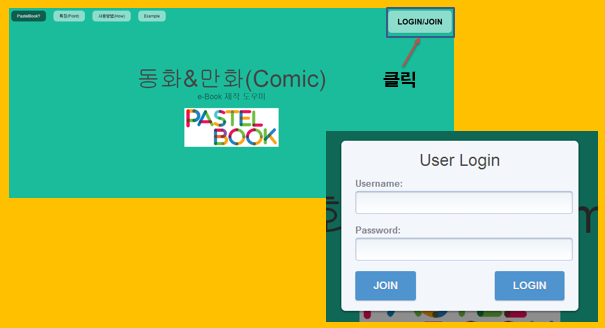 PastelBook?
특징(Point)
사용방법(How)
Example
LOGIN/JOIN
클릭
동화&만화(Comic)
e-Book 제작 도우미
PASTEL
BOOK
User Login
Username:
Password:
JOIN
LOGIN